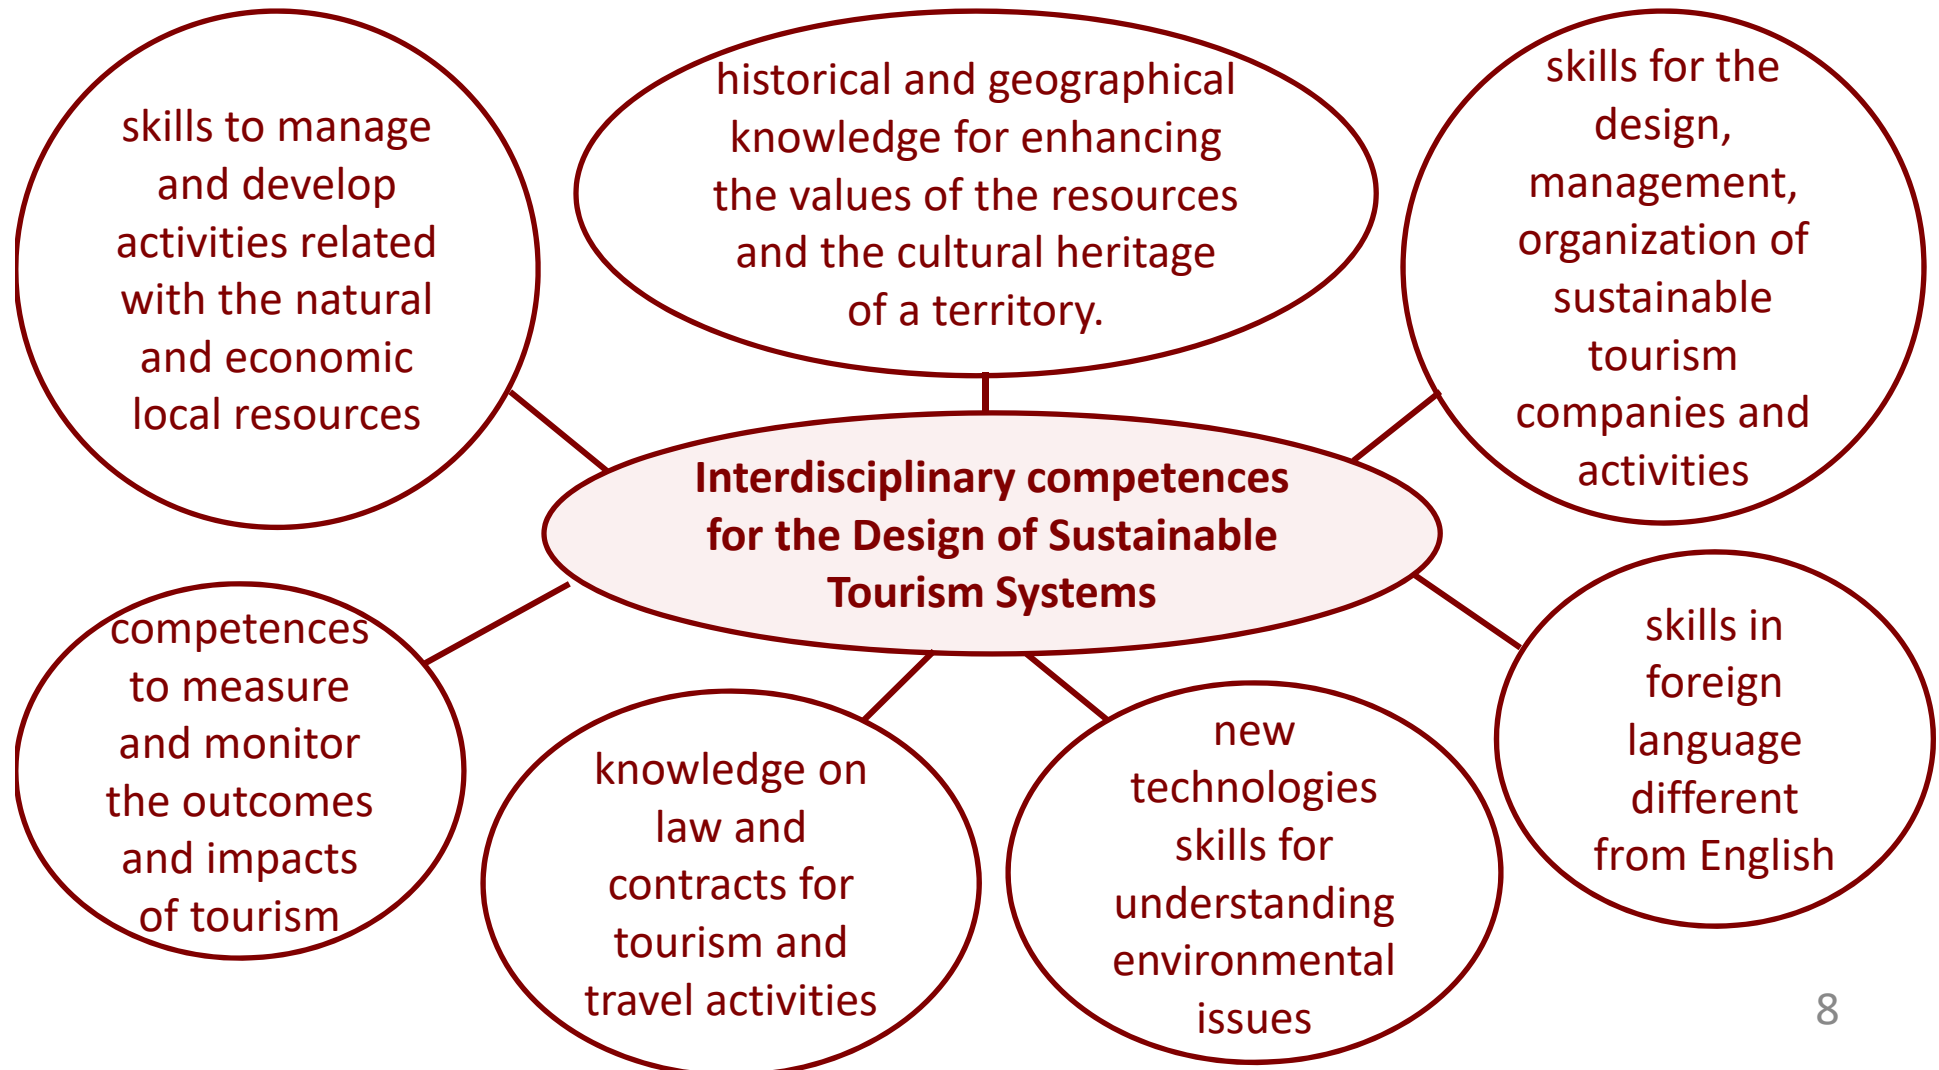 skills to manage
and develop
activities related
with the natural
and economic
local resources
historical and geographical
knowledge for enhancing
the values of the resources
and the cultural heritage
of a territory.
skills for the
design,
management,
organization of
sustainable
tourism
companies and
activities
Interdisciplinary competences
for the Design of Sustainable
Tourism Systems
competences
to measure
and monitor
the outcomes
and impacts
of tourism
knowledge on
law and
contracts for
tourism and
travel activities
new
technologies
skills for
understanding
environmental
issues
skills in
foreign
language
different
from English
8